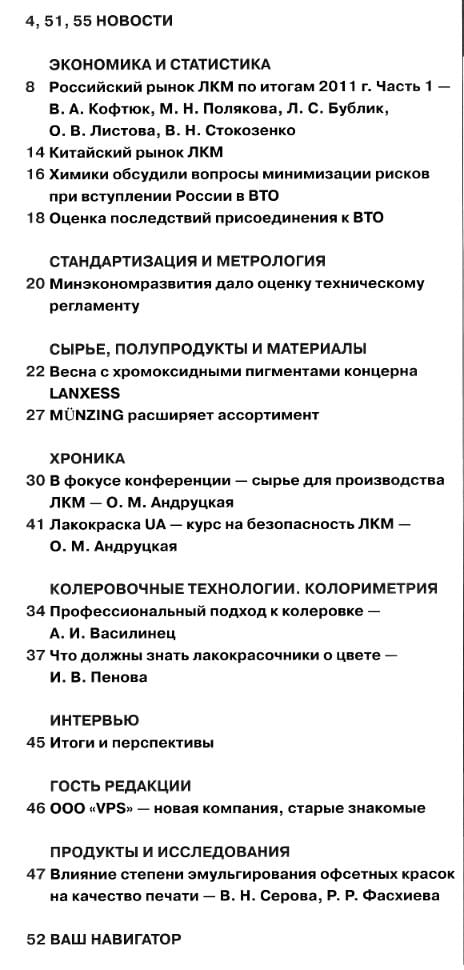 4, 51, 55 НОВОСТИ
ЭКОНОМИКА И СТАТИСТИКА
8 Российский рынок ЛКМ по итогам 2011 г. Часть 1 —
В. А. Кофтюк, М. Н. Полякова, Л. С. Бублик,
О. В. Листова, В. Н. Стокозенко
14 Китайский рынок ЛКМ
16 Химики обсудили вопросы минимизации рисков
при вступлении России в ВТО
18 Оценка последствий присоединения к ВТО
СТАНДАРТИЗАЦИЯ И МЕТРОЛОГИЯ
20 Минэкономразвития дало оценку техническому
регламенту
СЫРЬЕ, ПОЛУПРОДУКТЫ И МАТЕРИАЛЫ
22 Весна с хромоксидными пигментами концерна
LANXESS
27 MÜNZING расширяет ассортимент
ХРОНИКА
30 В фокусе конференции — сырье для производства
ЛКМ — О. М. Андруцкая
41 Лакокраска UA — курс на безопасность ЛКМ —
О. М. Андруцкая
КОЛЕРОВОЧНЫЕ ТЕХНОЛОГИИ. КОЛОРИМЕТРИЯ
34 Профессиональный подход к колеровке —
А. И. Василинец
37 Что должны знать лакокрасочники о цвете —
И. В. Пенова
ИНТЕРВЬЮ
45 Итоги и перспективы
ГОСТЬ РЕДАКЦИИ
46 ООО «VPS» — новая компания, старые знакомые
ПРОДУКТЫ И ИССЛЕДОВАНИЯ
47 Влияние степени эмульгирования офсетных красок
на качество печати — В. Н. Серова, Р. Р. Фасхиева
52 ВАШ НАВИГАТОР